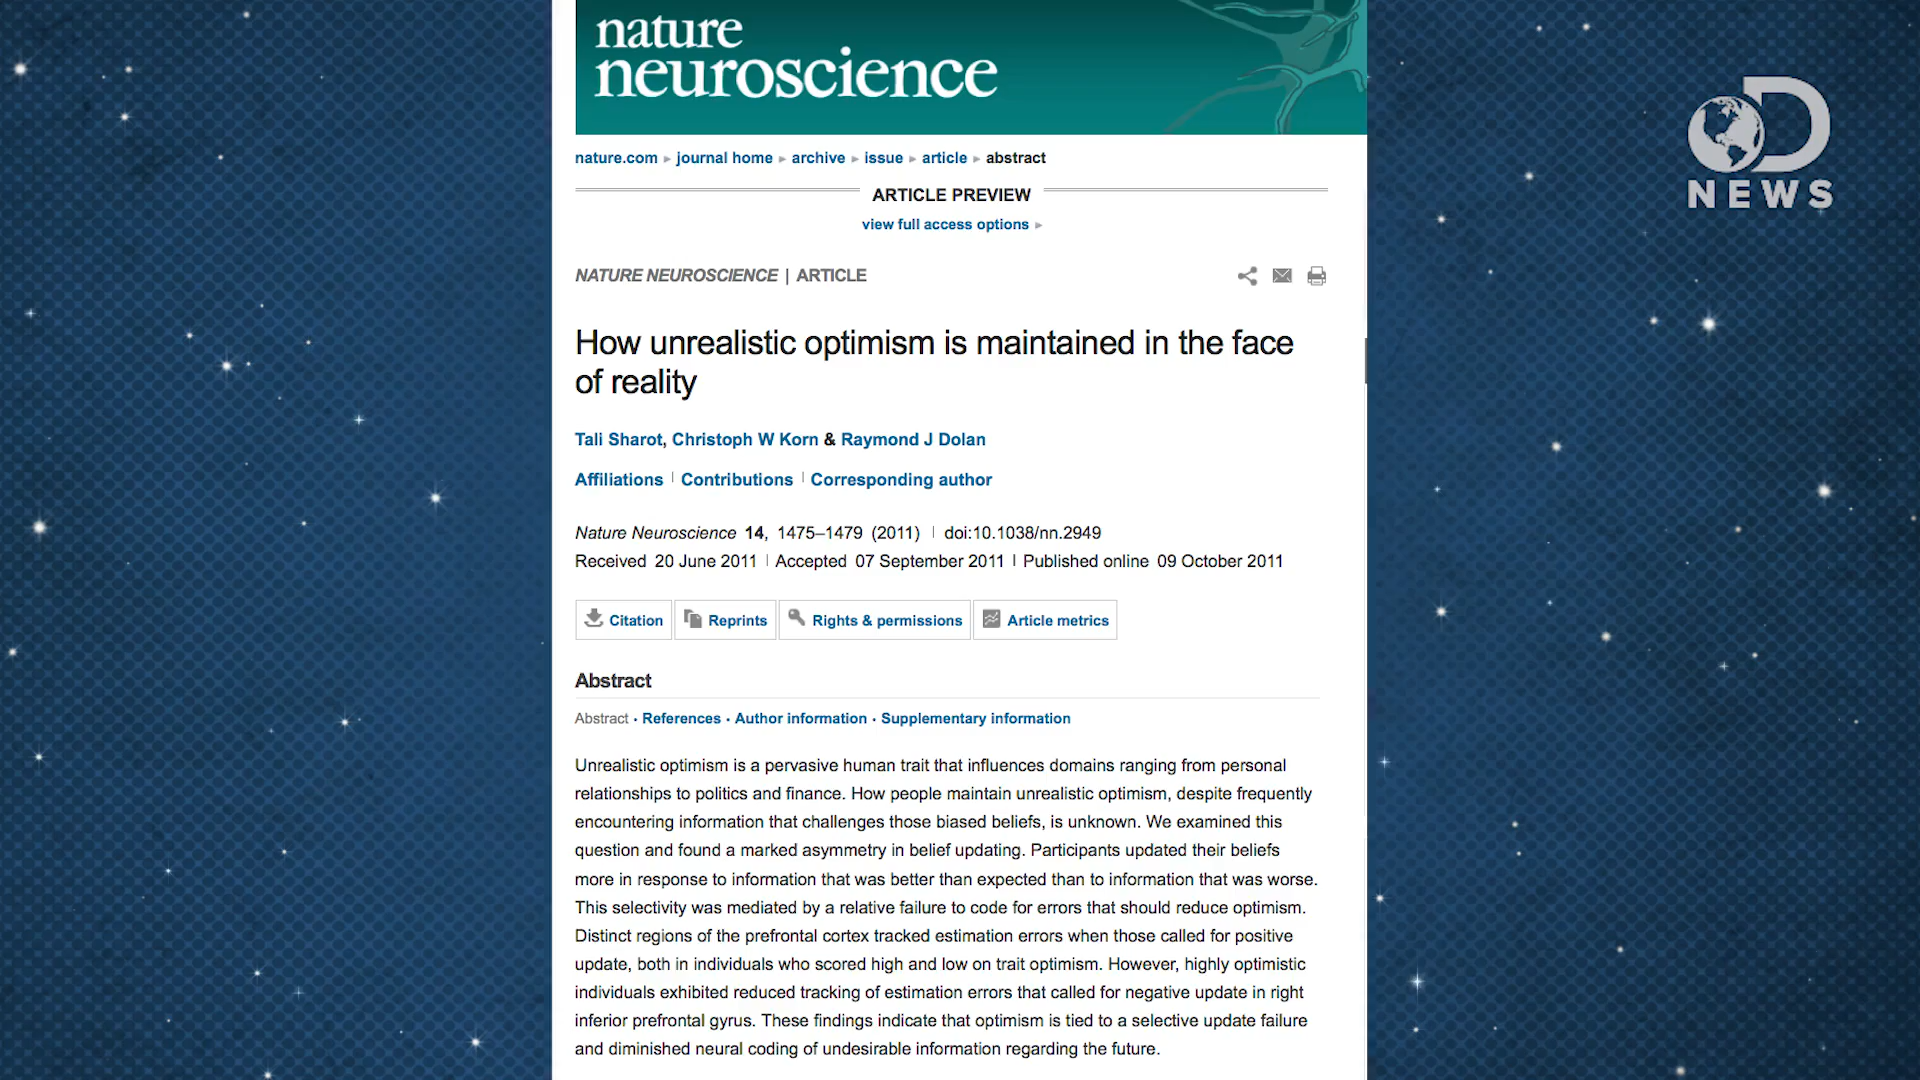 nature
neuroscience
D
NEWS
nature.com ▸ journal home ▸ archive ▸ issue ▸ article ▸ abstract
ARTICLE PREVIEW
view full access options ▸
NATURE NEUROSCIENCE | ARTICLE
How unrealistic optimism is maintained in the face
of reality
Tali Sharot, Christoph W Korn & Raymond J Dolan
Affiliations | Contributions | Corresponding author
Nature Neuroscience 14, 1475–1479 (2011) | doi:10.1038/nn.2949
Received 20 June 2011 | Accepted 07 September 2011 | Published online 09 October 2011
Citation Reprints Rights & permissions Article metrics
Abstract
Abstract • References • Author information • Supplementary information
Unrealistic optimism is a pervasive human trait that influences domains ranging from personal
relationships to politics and finance. How people maintain unrealistic optimism, despite frequently
encountering information that challenges those biased beliefs, is unknown. We examined this
question and found a marked asymmetry in belief updating. Participants updated their beliefs
more in response to information that was better than expected than to information that was worse.
This selectivity was mediated by a relative failure to code for errors that should reduce optimism.
Distinct regions of the prefrontal cortex tracked estimation errors when those called for positive
update, both in individuals who scored high and low on trait optimism. However, highly optimistic
individuals exhibited reduced tracking of estimation errors that called for negative update in right
inferior prefrontal gyrus. These findings indicate that optimism is tied to a selective update failure
and diminished neural coding of undesirable information regarding the future.